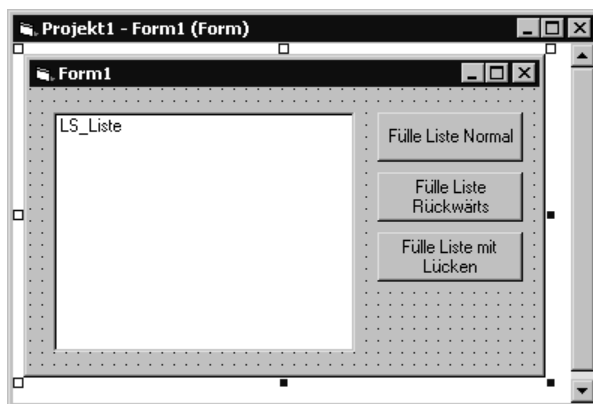 Projekt1 - Form1 (Form)
Form1
LS_Liste
Fülle Liste Normal
Fülle Liste
Rückwärts
Fülle Liste mit
Lücken